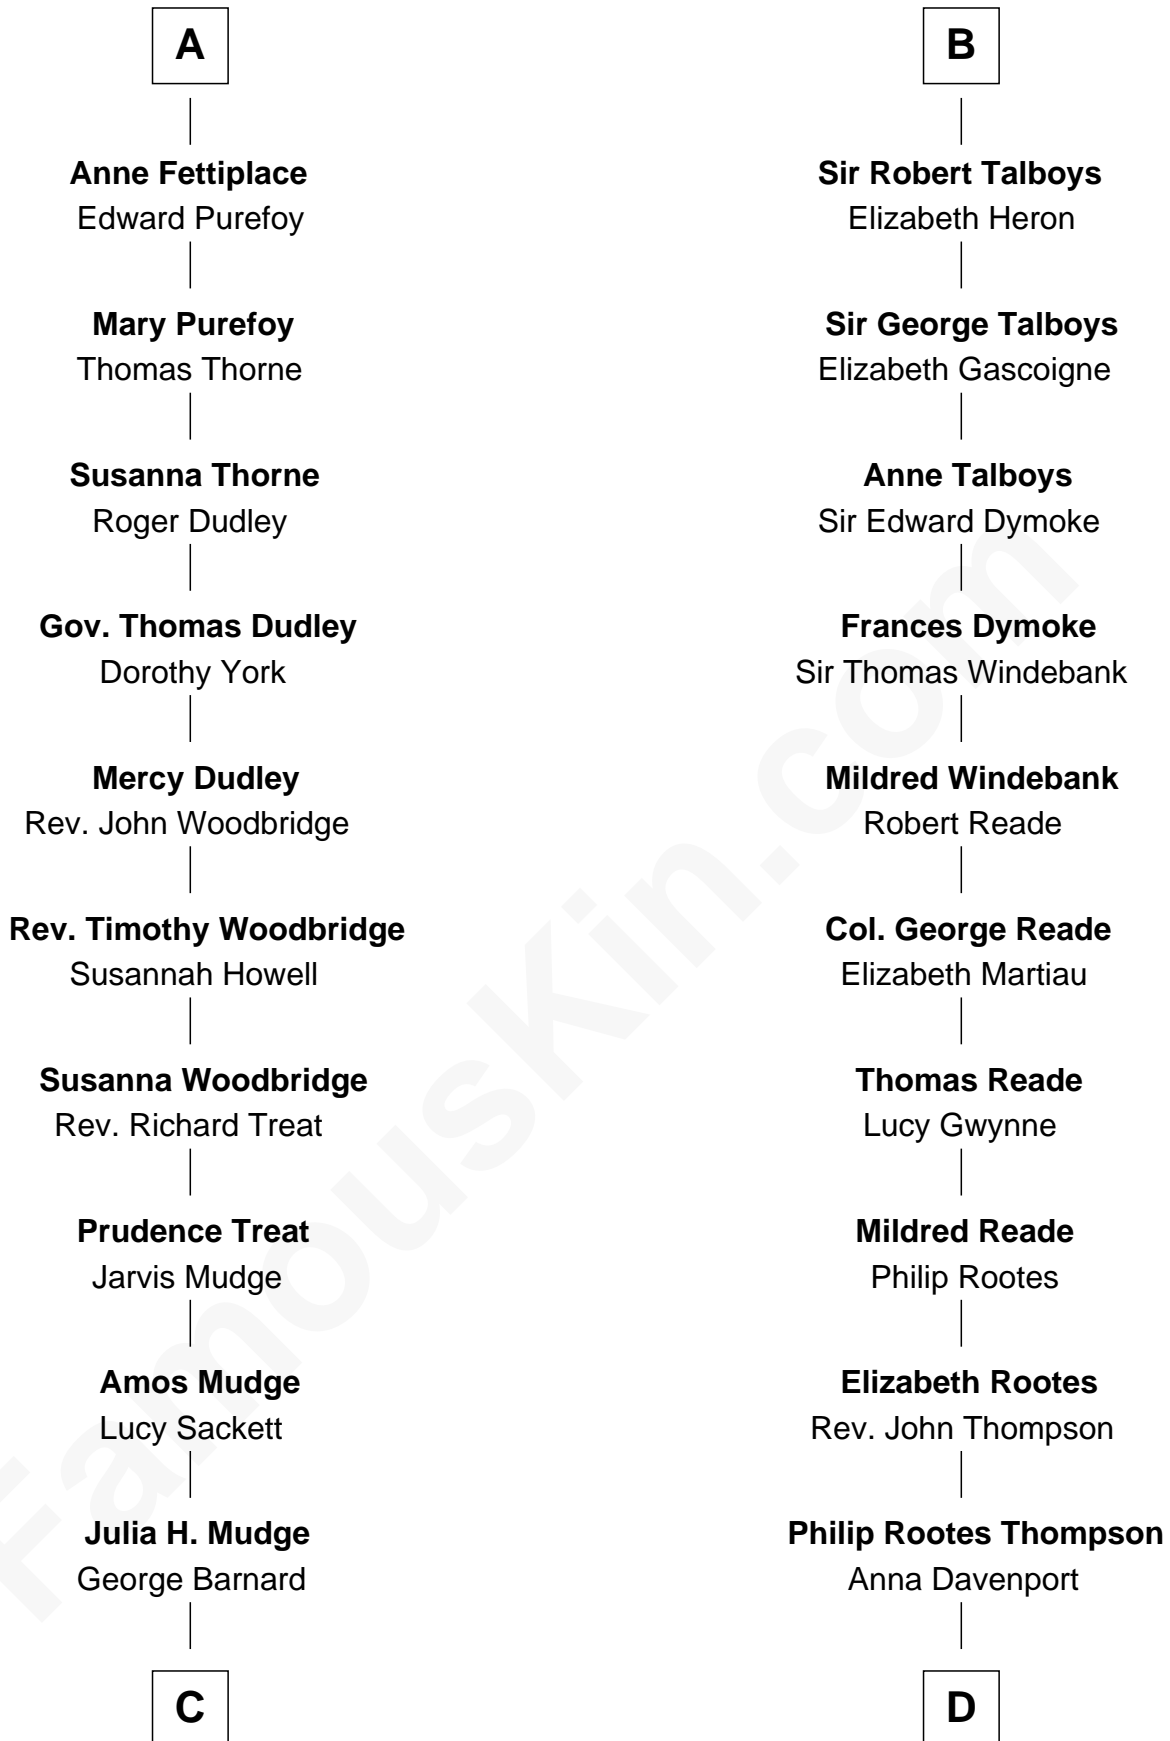 A
Anne Fettiplace
Edward Purefoy
Mary Purefoy
Thomas Thorne
Susanna Thorne
Roger Dudley
Gov. Thomas Dudley
Dorothy York
Mercy Dudley
Rev. John Woodbridge
Rev. Timothy Woodbridge
Susannah Howell
Susanna Woodbridge
Rev. Richard Treat
Prudence Treat
Jarvis Mudge
Amos Mudge
Lucy Sackett
Julia H. Mudge
George Barnard
C
B
Sir Robert Talboys
Elizabeth Heron
Sir George Talboys
Elizabeth Gascoigne
Anne Talboys
Sir Edward Dymoke
Frances Dymoke
Sir Thomas Windebank
Mildred Windebank
Robert Reade
Col. George Reade
Elizabeth Martiau
Thomas Reade
Lucy Gwynne
Mildred Reade
Philip Rootes
Elizabeth Rootes
Rev. John Thompson
Philip Rootes Thompson
Anna Davenport
D
FamousKin.com